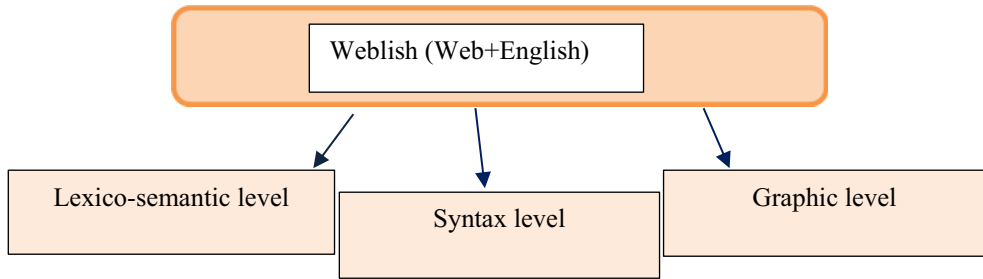 Weblish (Web+English)
Lexico-semantic level
Syntax level
Graphic level